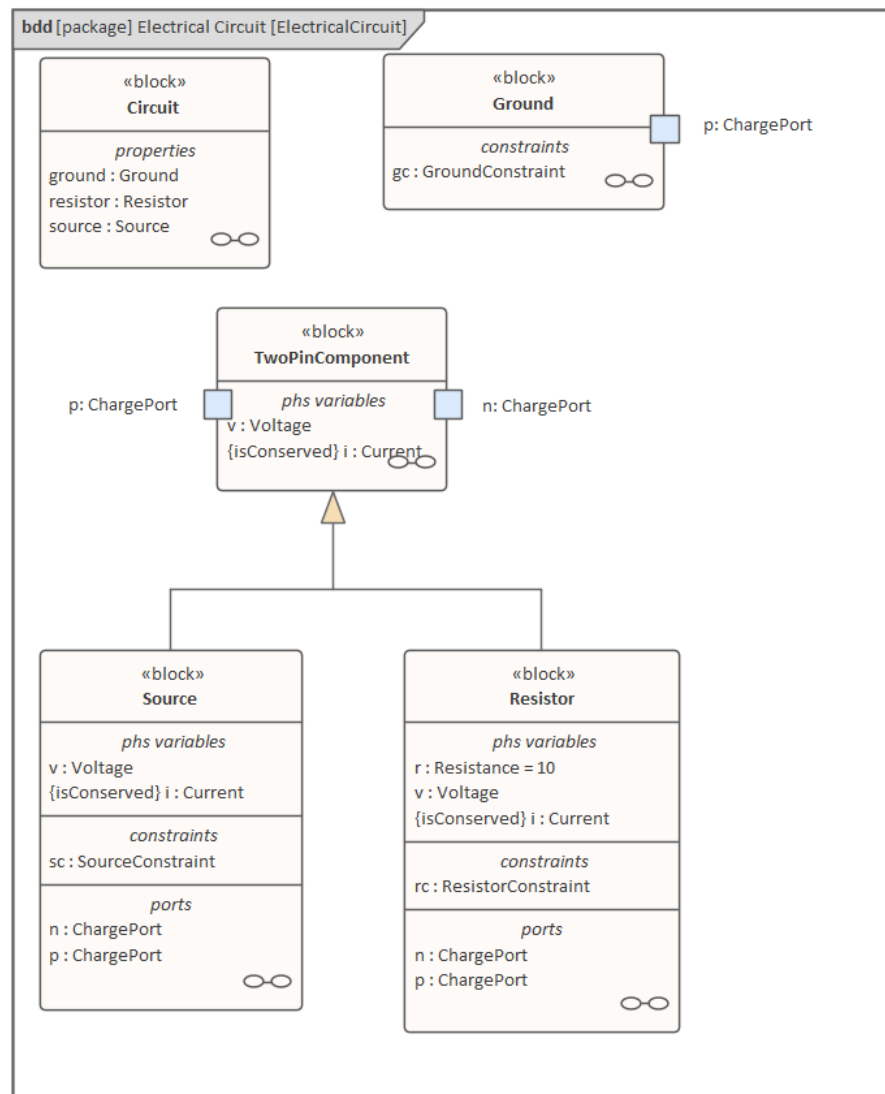 bdd [package] Electrical Circuit [ElectricalCircuit]
«block»
Circuit
properties
ground : Ground
resistor : Resistor
source : Source
«block»
Ground
constraints
gc : GroundConstraint
p: ChargePort
«block»
TwoPinComponent
phs variables
v : Voltage
{isConserved} i : Current
p: ChargePort
n: ChargePort
«block»
Source
phs variables
v : Voltage
{isConserved} i : Current
constraints
sc : SourceConstraint
ports
n : ChargePort
p : ChargePort
«block»
Resistor
phs variables
r : Resistance = 10
v : Voltage
{isConserved} i : Current
constraints
rc : ResistorConstraint
ports
n : ChargePort
p : ChargePort